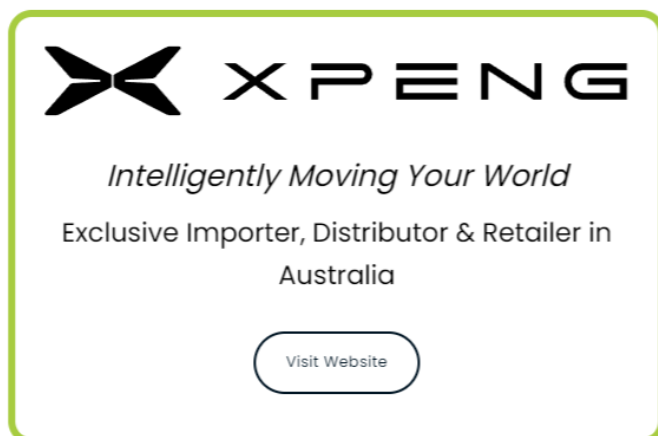 XPENG
Intelligently Moving Your World
Exclusive Importer, Distributor & Retailer in
Australia
Visit Website